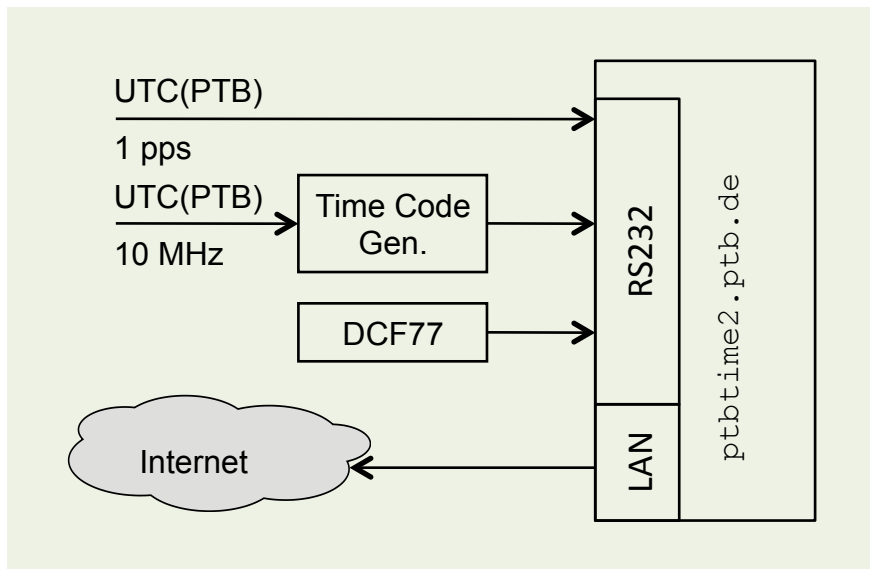 UTC(PTB)
1 pps
UTC(PTB)
10 MHz
Time Code
Gen.
DCF77
RS232
ptbtime2.ptb.de
Internet
LAN